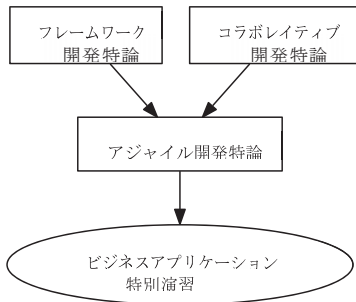 フレームワーク
開発特論
コラボレイティブ
開発特論
アジャイル開発特論
ビジネスアプリケーション
特別演習